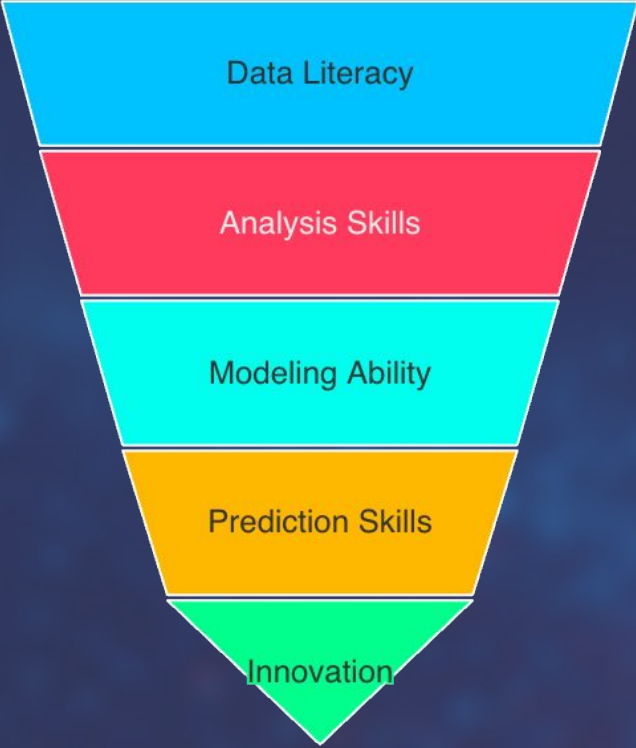 Data Literacy
Analysis Skills
Modeling Ability
Prediction Skills
Innovation